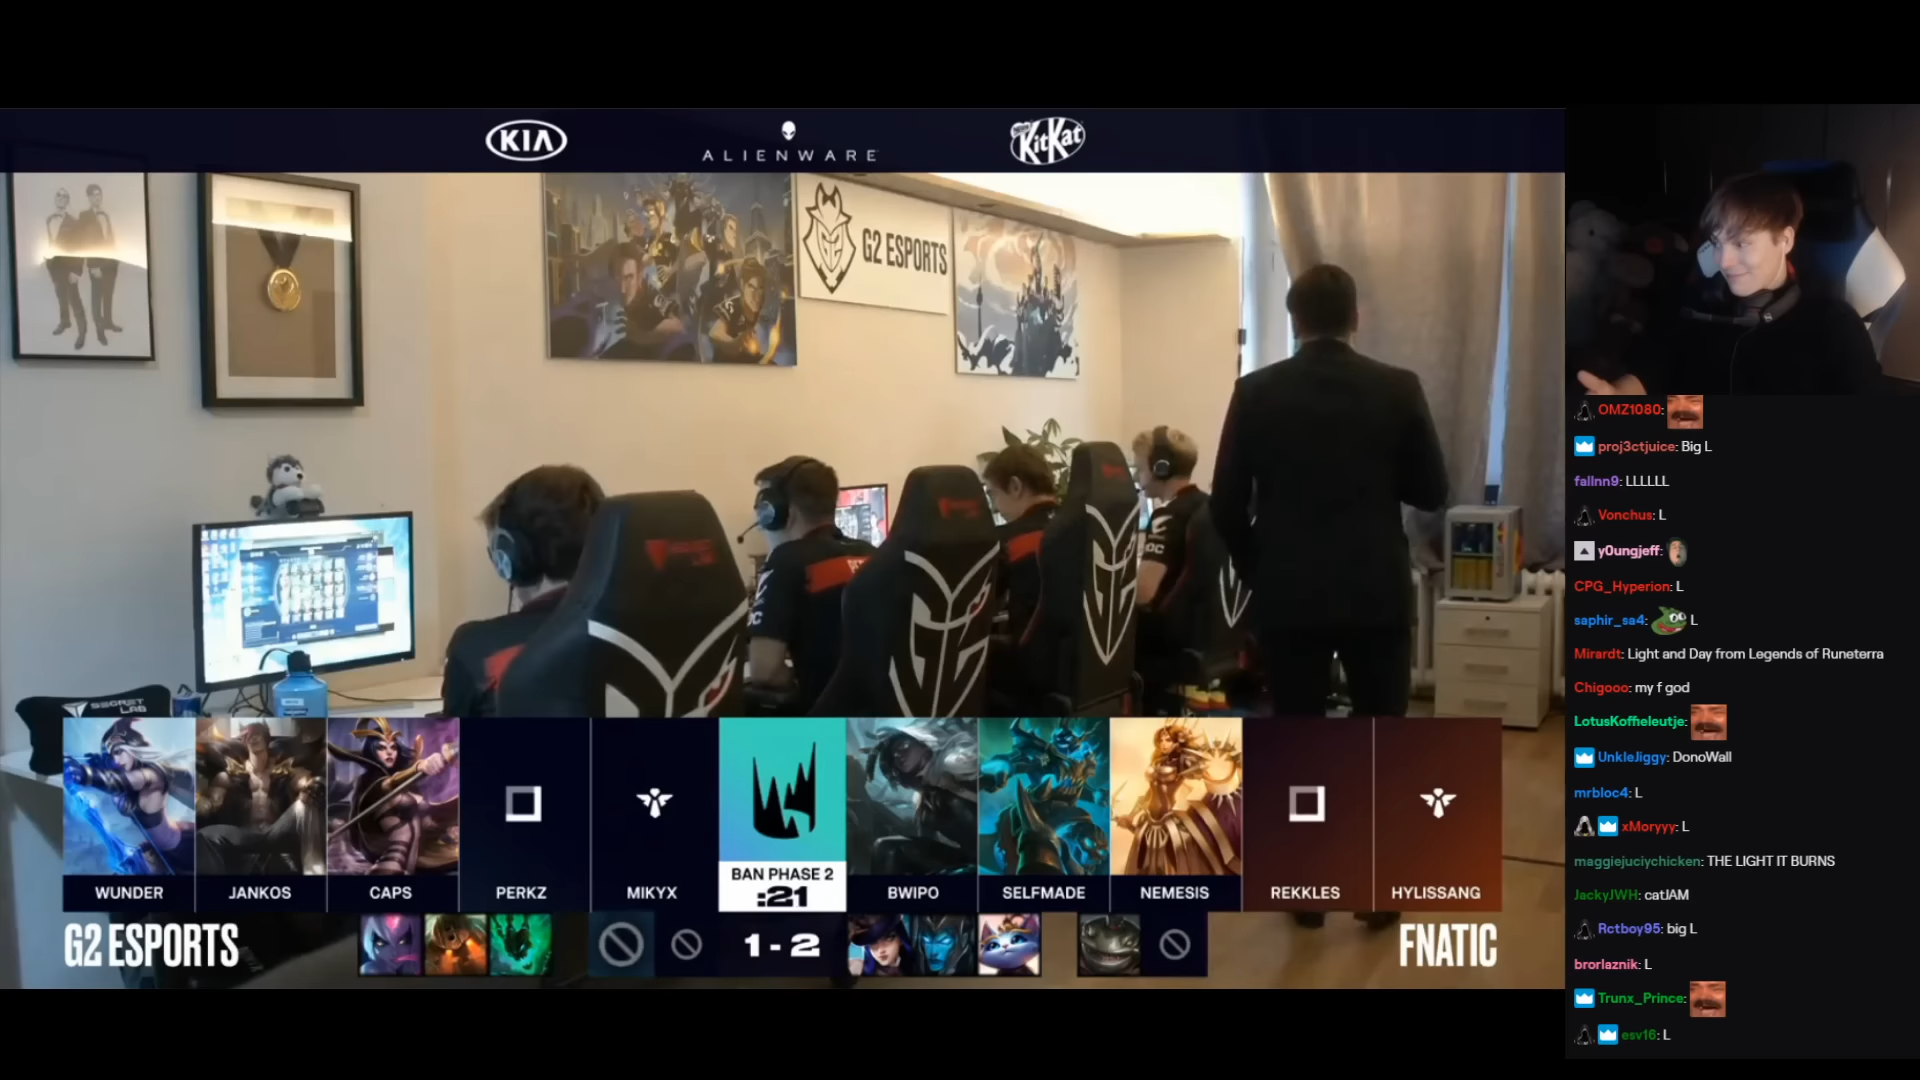 KIA
ALIENWARE
KitKat
G2 ESPORTS
SECRET
LAB
WUNDER
JANKOS
CAPS
PERKZ
MIKYX
BAN PHASE 2
:21
BWIPO
SELFMADE
NEMESIS
REKKLES
HYLISSANG
G2 ESPORTS
1 - 2
FNATIC
OMZ1080:
proj3ctjuice: Big L
fallnn9: LLLLLL
Vonchus: L
y0ungjeff:
CPG_Hyperion: L
saphir_sa4: L
Mirardt: Light and Day from Legends of Runeterra
Chigooo: my f god
LotusKoffieleutje:
UnkleJiggy: DonoWall
mrbloc4: L
xMoryyy: L
maggiejuciychicken: THE LIGHT IT BURNS
JackyJWH: catJAM
Rctboy95: big L
brorlaznik: L
Trunx_Prince:
esv16: L